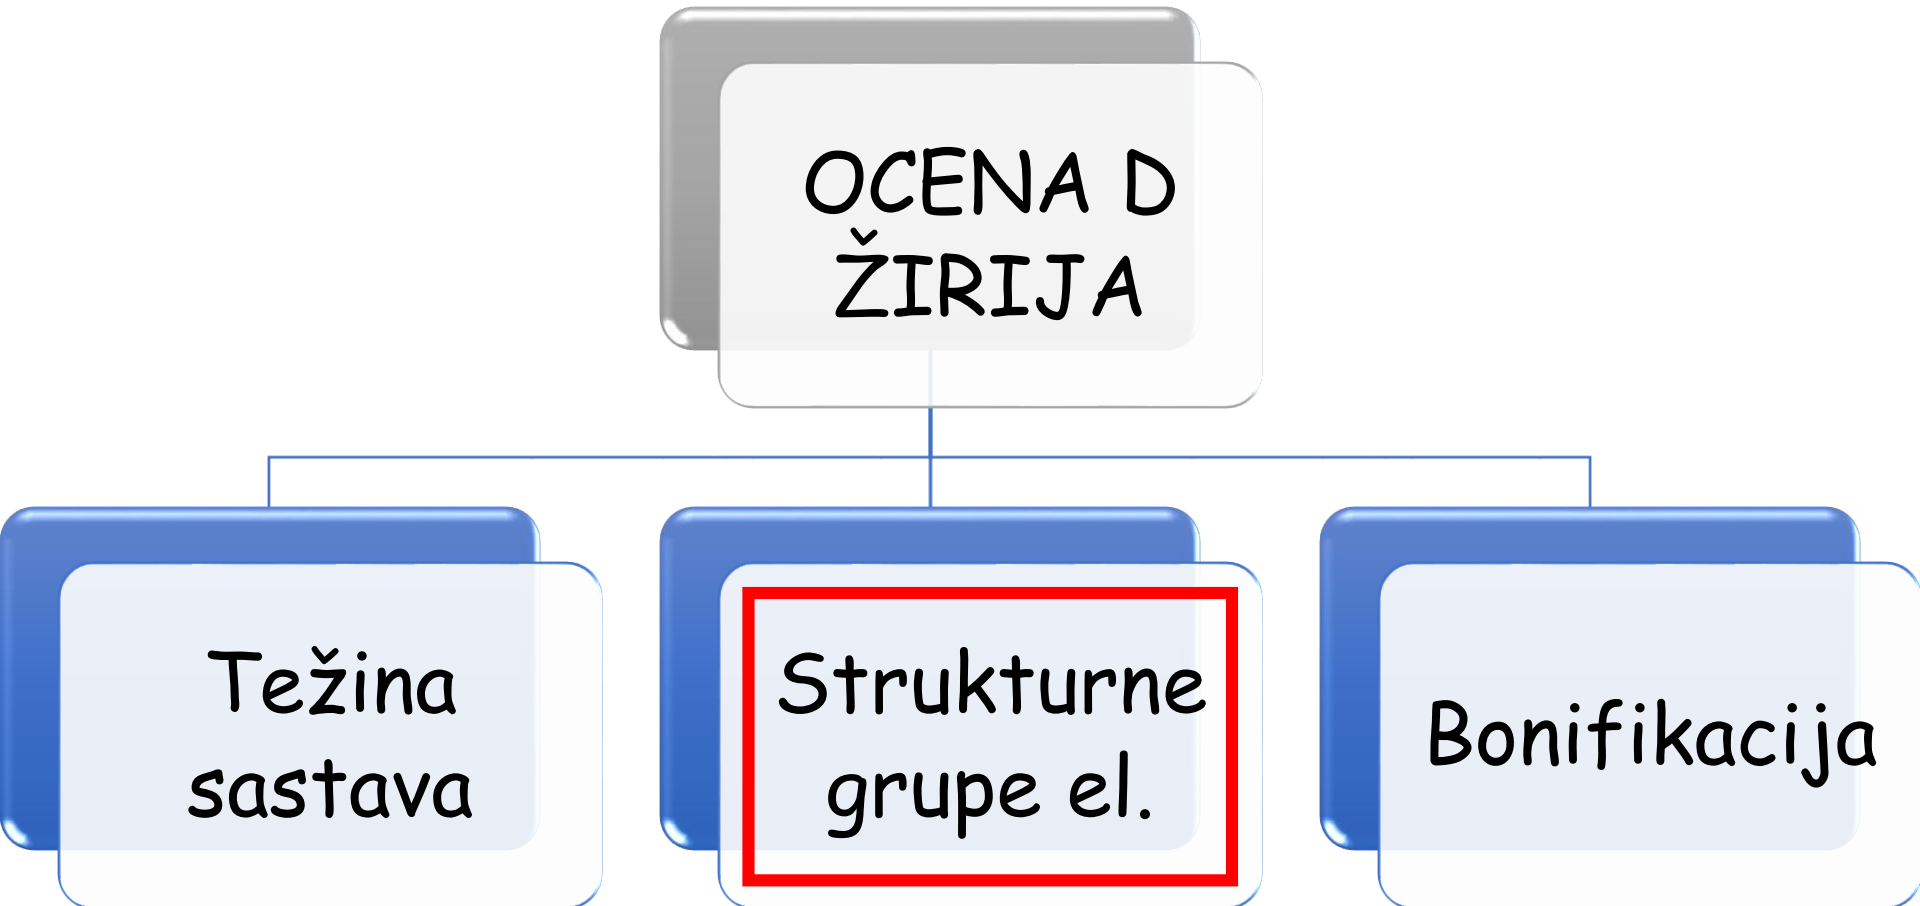 OCENA D
ŽIRIJA
Težina
sastava
Strukturne
grupe el.
Bonifikacija